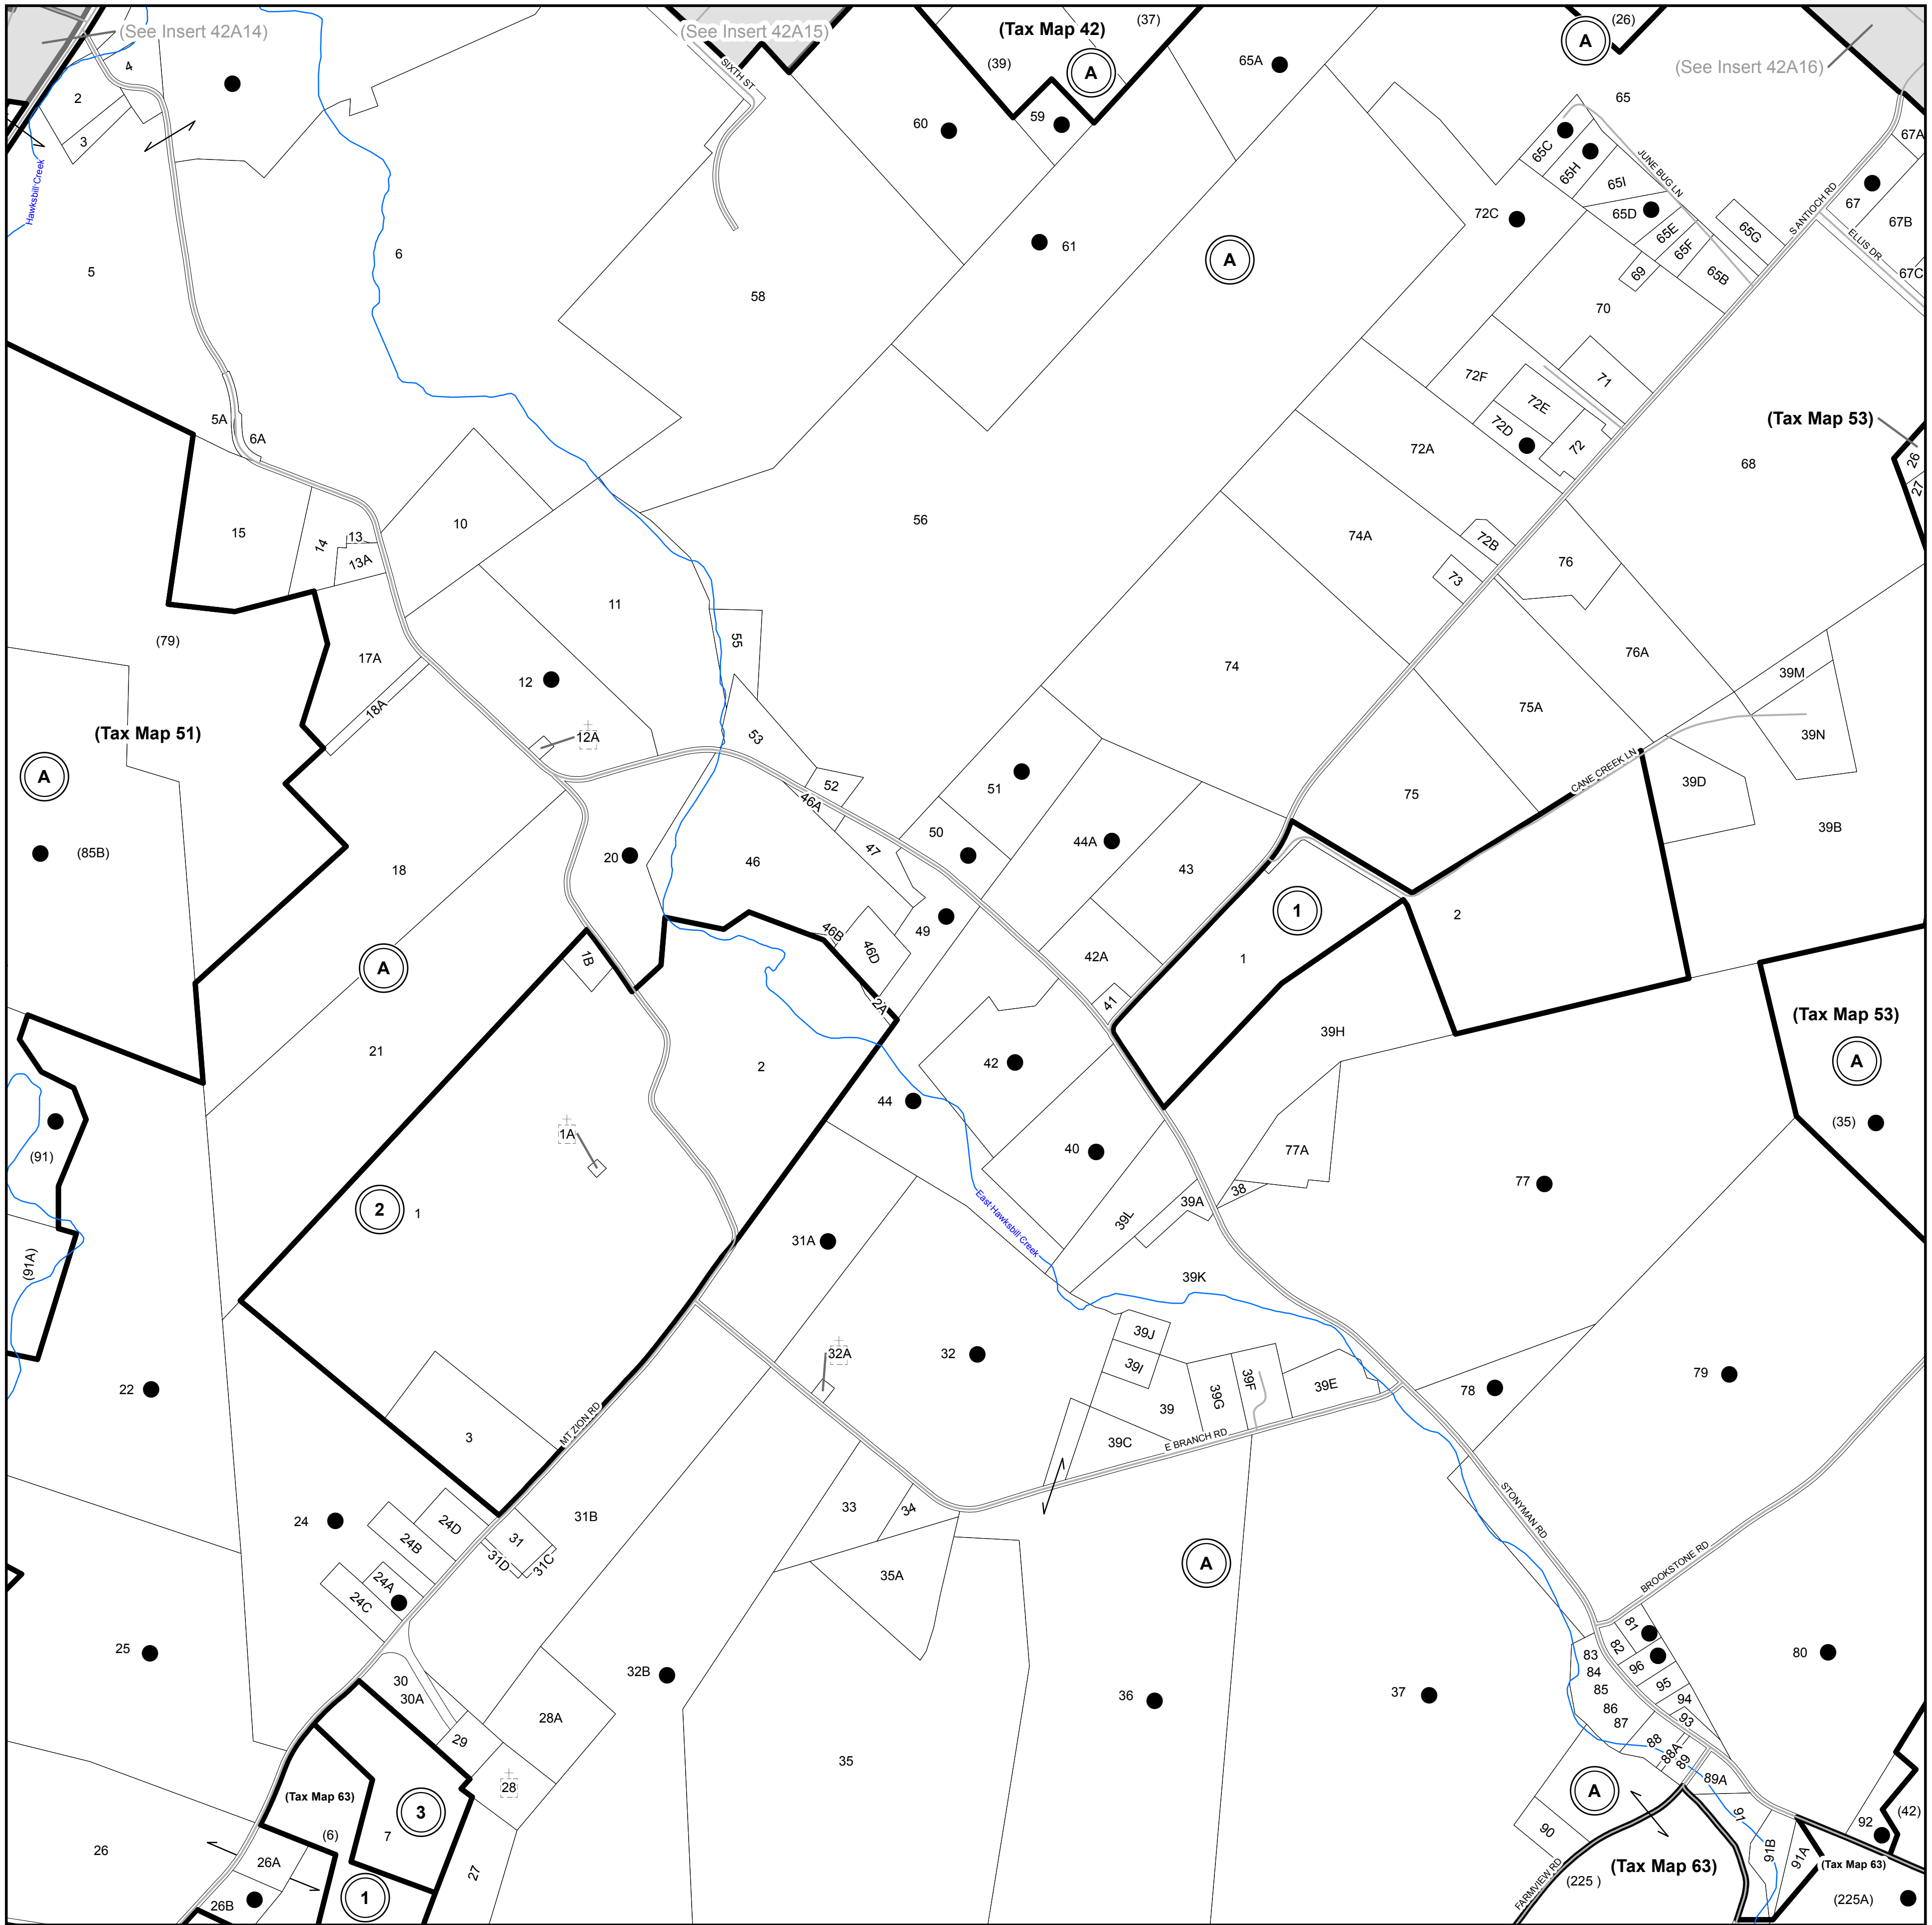 (See Insert 42A14)
(See Insert 42A15)
(Tax Map 42)
(37)
(39)
A
65A
A
(26)
(See Insert 42A16)
4
2
3
SIXTH ST
60
59
65
65C
65H
65I
JUNE BUG LN
65D
65E
65F
65G
65B
69
S ANTIOCH RD
67A
67
67B
ELLIS DR
67C
Hawksbill Creek
5
6
58
61
A
72C
70
72F
71
72E
72D
72
5A
6A
72A
(Tax Map 53)
68
26
27
15
14
13
13A
10
56
74A
72B
73
76
11
(79)
17A
18A
12
12A
55
53
74
76A
75A
39M
39N
(Tax Map 51)
A
(85B)
52
46A
51
50
47
44A
43
75
CANE CREEK LN
39D
39B
18
20
46
49
46B
46D
42A
41
1
1
2
A
1B
2A
39H
(Tax Map 53)
A
(35)
21
2
42
44
40
77A
77
(91)
1A
2
1
38
39A
39L
East Hawksbill Creek
31A
39K
(91A)
32A
32
39J
39I
39G
39F
39E
39
39C
E BRANCH RD
78
79
22
3
MT ZION RD
24
24D
24B
24A
24C
31
31D
31C
31B
33
34
35A
A
STONYMAN RD
BROOKSTONE RD
25
30
30A
29
28A
28
32B
35
36
37
81
82
83
84
85
86
87
96
95
94
93
88
88A
89
89A
80
(Tax Map 63)
3
7
(6)
26
26A
26B
1
27
A
90
FARMVIEW RD
(225 )
(Tax Map 63)
91
91B
91A
92
(42)
(Tax Map 63)
(225A)